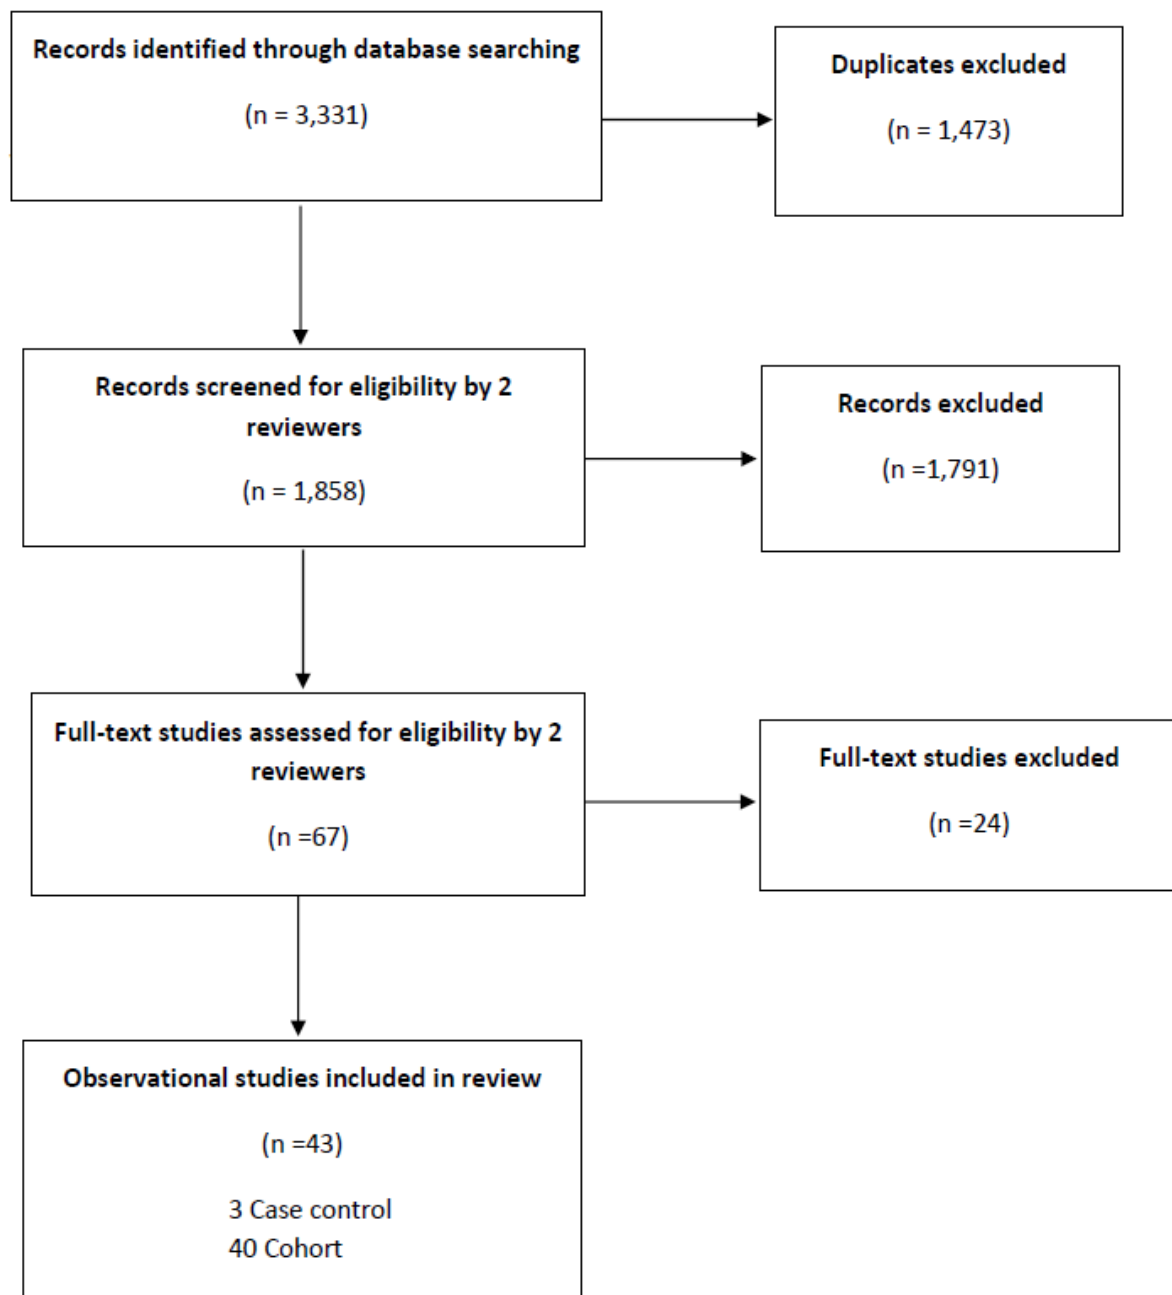 Records identified through database searching
(n = 3,331)
Duplicates excluded
(n = 1,473)
Records screened for eligibility by 2
reviewers
(n = 1,858)
Records excluded
(n =1,791)
Full-text studies assessed for eligibility by 2
reviewers
(n =67)
Full-text studies excluded
(n =24)
Observational studies included in review
(n =43)
3 Case control
40 Cohort